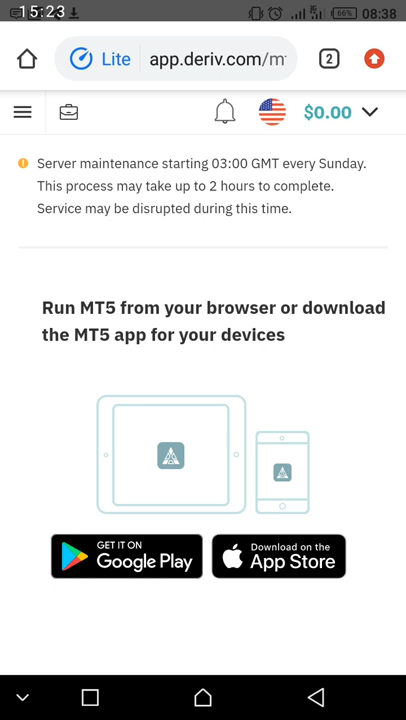 15:23
66%
08:38
Lite
app.deriv.com/m
2
$0.00
Server maintenance starting 03:00 GMT every Sunday.
This process may take up to 2 hours to complete.
Service may be disrupted during this time.
Run MT5 from your browser or download
the MT5 app for your devices
GET IT ON
Google Play
Download on the
App Store